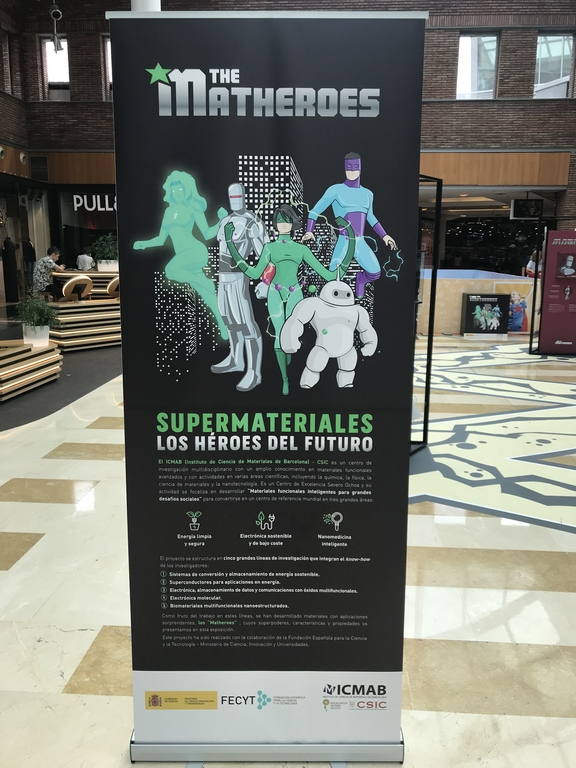 THE
MATHEROES
PULL&
SUPERMATERIALES
LOS HÉROES DEL FUTURO
El ICMAB (Instituto de Ciencia de Materiales de Barcelona) - CSIC es un centro de
investigación multidisciplinario con un amplio conocimiento en materiales funcionales
avanzados y con actividades en varias áreas científicas, incluyendo la química, la física, la
ciencia de materiales y la nanotecnología. Es un Centro de Excelencia Severo Ochoa y su
actividad se focaliza en desarrollar "Materiales funcionales inteligentes para grandes
desafíos sociales" para convertirse en un centro de referencia mundial en tres grandes áreas:
Energía limpia
y segura
Electrónica sostenible
y de bajo coste
Nanomedicina
inteligente
El proyecto se estructura en cinco grandes líneas de investigación que integran el know-how
de los investigadores:
1 Sistemas de conversión y almacenamiento de energía sostenible.
2 Superconductores para aplicaciones en energía.
3 Electrónica, almacenamiento de datos y comunicaciones con óxidos multifuncionales.
4 Electrónica molecular.
5 Biomateriales multifuncionales nanoestructurados.
Como fruto del trabajo en estas líneas, se han desarrollado materiales con aplicaciones
sorprendentes, los "Matheroes", cuyos superpoderes, características y propiedades os
presentamos en esta exposición.
Este proyecto ha sido realizado con la colaboración de la Fundación Española para la Ciencia
y la Tecnología - Ministerio de Ciencia, Innovación y Universidades.
FECYT
ICMAB
CSIC
THE
MATHEROES